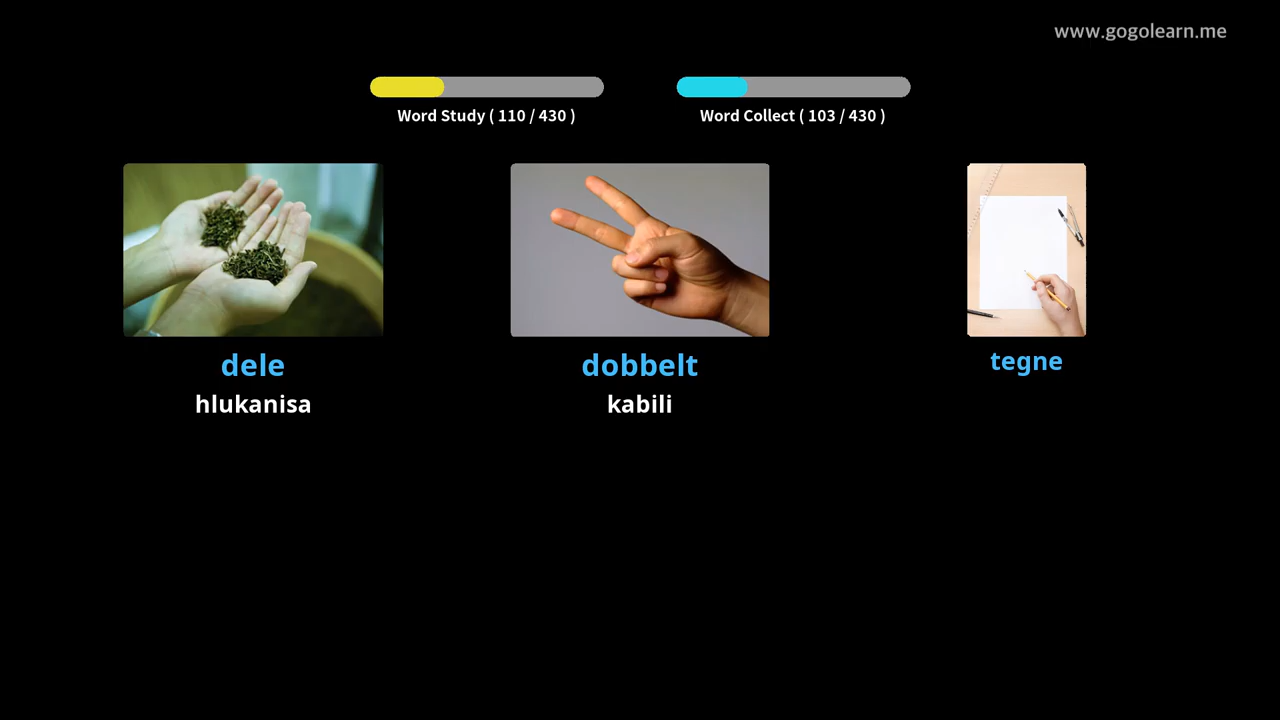 www.gogolearn.me
Word Study ( 110 / 430 )
Word Collect ( 103 / 430 )
dele
hlukanisa
dobbelt
kabili
tegne